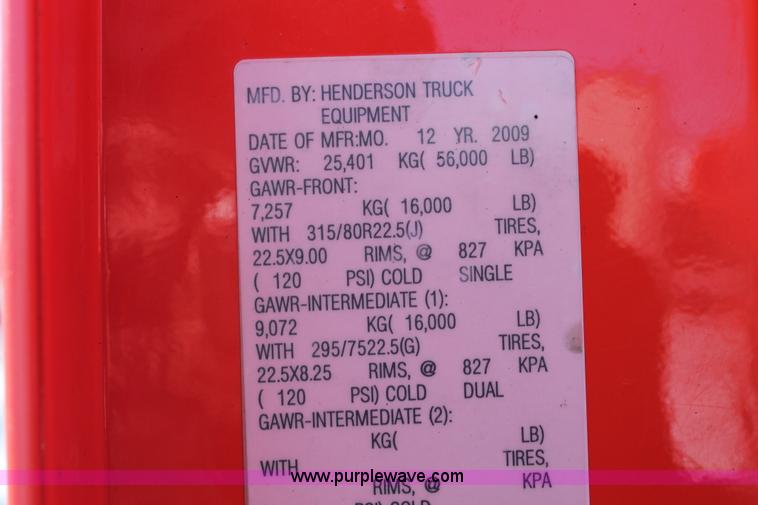 MFD. BY: HENDERSON TRUCK
EQUIPMENT
DATE OF MFR:MO. 12 YR. 2009
GVWR: 25,401 KG( 56,000 LB)
GAWR-FRONT:
7,257 KG( 16,000 LB)
WITH 315/80R22.5(J) TIRES,
22.5X9.00 RIMS, @ 827 KPA
( 120 PSI) COLD SINGLE
GAWR-INTERMEDIATE (1):
9,072 KG( 16,000 LB)
WITH 295/7522.5(G) TIRES,
22.5X8.25 RIMS, @ 827 KPA
( 120 PSI) COLD DUAL
GAWR-INTERMEDIATE (2):
KG( LB)
WITH TIRES,
www.purplewave.com
RIMS, @ KPA
PSI) COLD